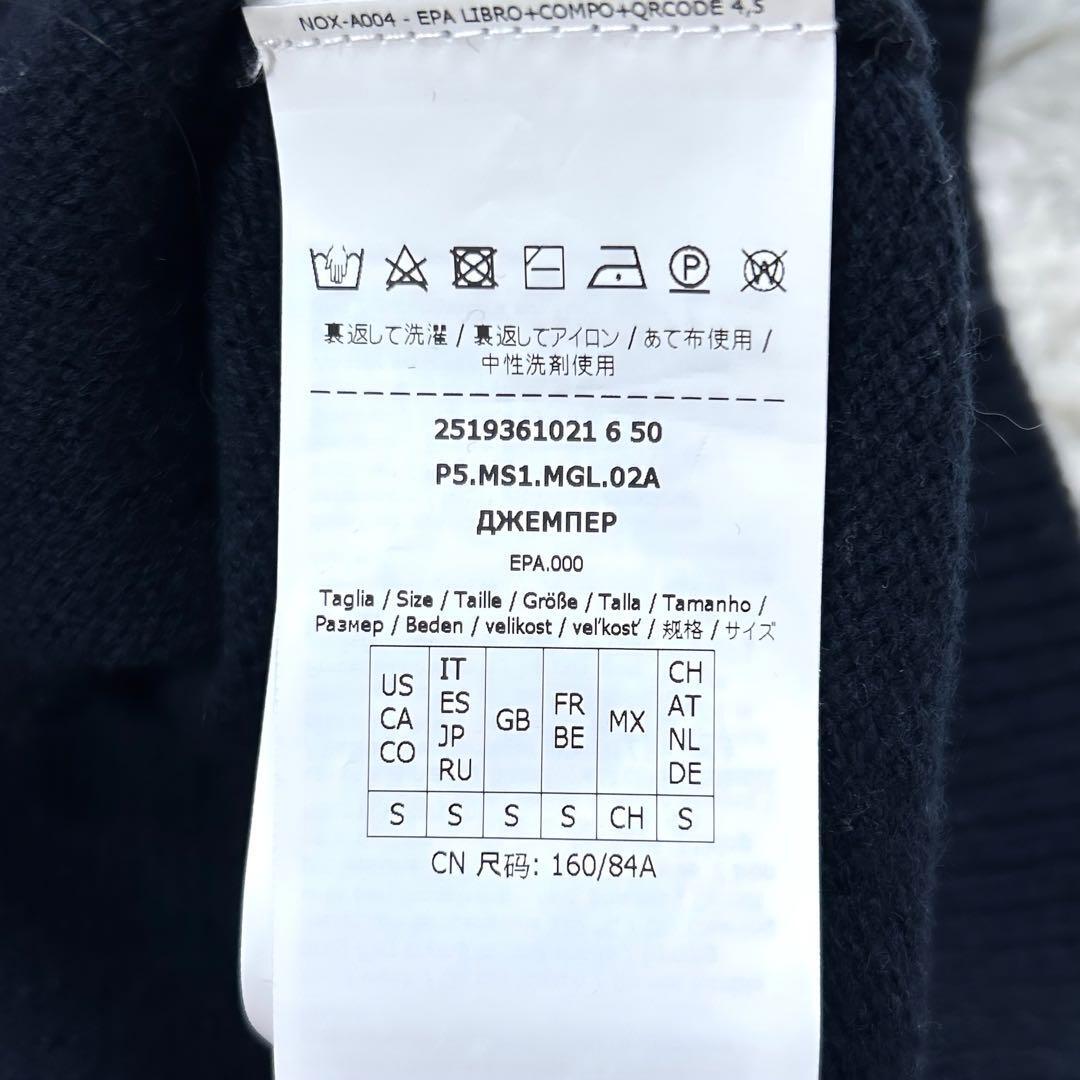 NOX-A004 - EPA LIBRO+COMPO+QRCODE 4,5
P
W
裏返して洗濯 / 裏返してアイロン / あて布使用 /
中性洗剤使用
2519361021 6 50
P5.MS1.MGL.02A
ДЖЕМПЕР
EPA.000
Taglia / Size / Taille / Größe / Talla / Tamanho /
Размер / Beden / velikost / veľkosť / 规格 / サイズ
US CA CO
IT ES JP RU
GB
FR BE
MX
CH AT NL DE
S S S S CH S
CN 尺码: 160/84A